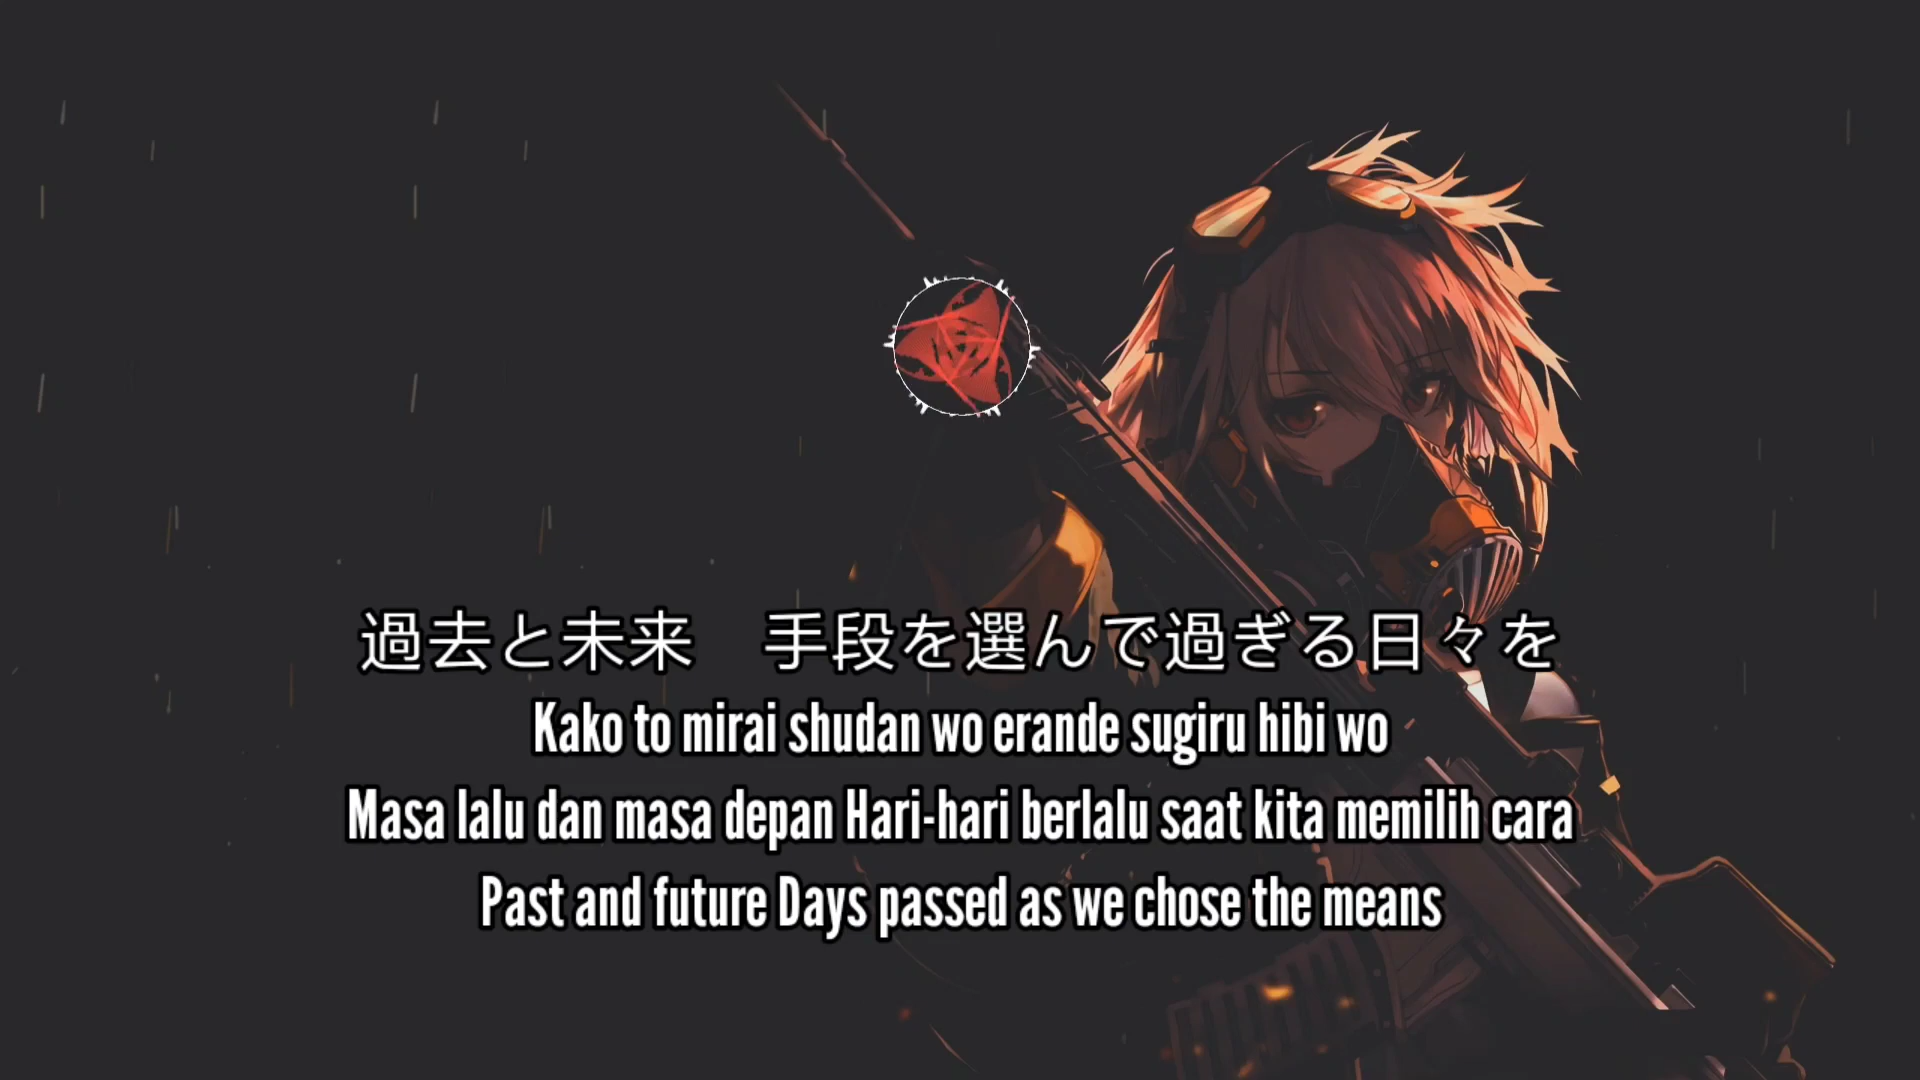 過去と未来　手段を選んで過ぎる日々を
Kako to mirai shudan wo erande sugiru hibi wo
Masa lalu dan masa depan Hari-hari berlalu saat kita memilih cara
Past and future Days passed as we chose the means